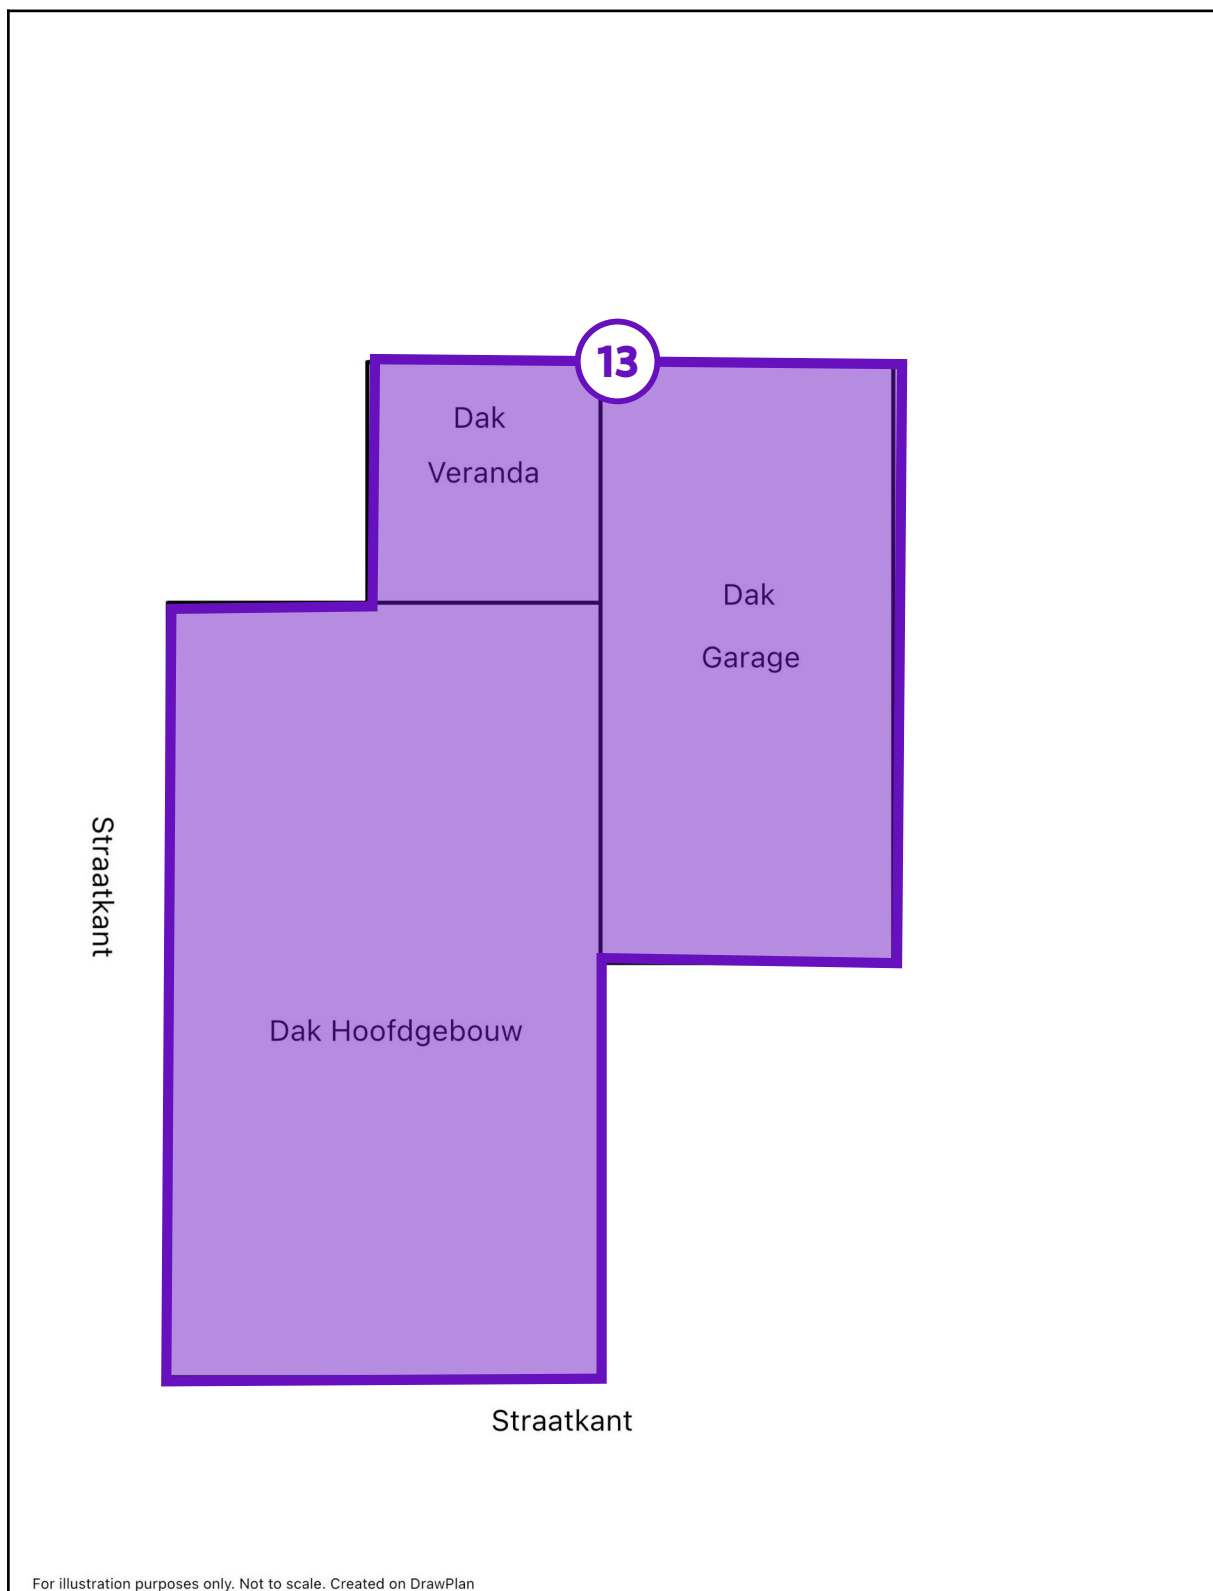 13
Dak
Veranda
Dak
Garage
Straatkant
Dak Hoofdgebouw
Straatkant
For illustration purposes only. Not to scale. Created on DrawPlan